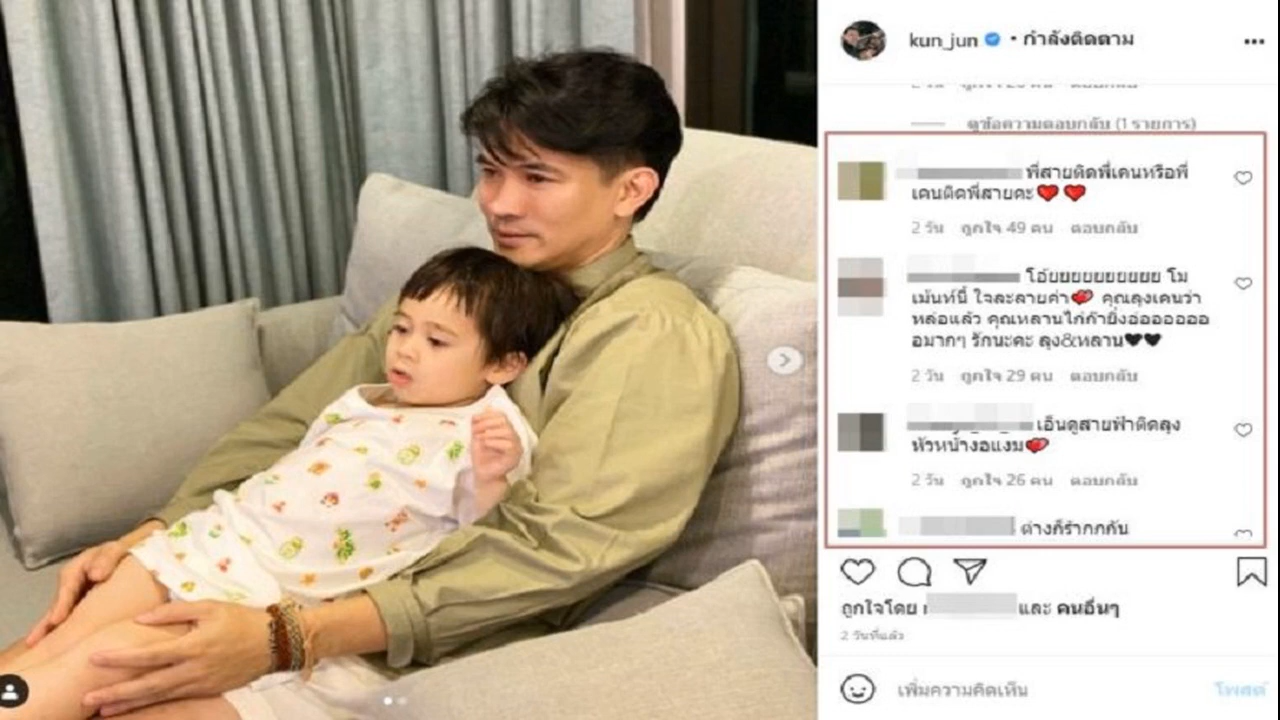 kun_jun • กำลังติดตาม
ดูข้อความตอบกลับ (1 รายการ)
พี่สายติดพี่เคนหรือพี่
เคนติดพี่สายคะ
2 วัน ถูกใจ 49 คน ตอบกลับ
โอ้ยยยยยยยยยย โม
เม้นท์นี้ ใจละลายค่า คุณลุงเคนว่า
หล่อแล้ว คุณหลานไก่ก๊ายิ่งอ่อออออออ
อมากๆ รักนะคะ ลุง&หลาน
2 วัน ถูกใจ 29 คน ตอบกลับ
เอ็นดูสายฟ้าติดลุง
หัวหน้างอแงม
2 วัน ถูกใจ 26 คน ตอบกลับ
ต่างก็ร๊ากกกัน
ถูกใจโดย และ คนอื่นๆ
2 วันที่แล้ว
เพิ่มความคิดเห็น โพสต์